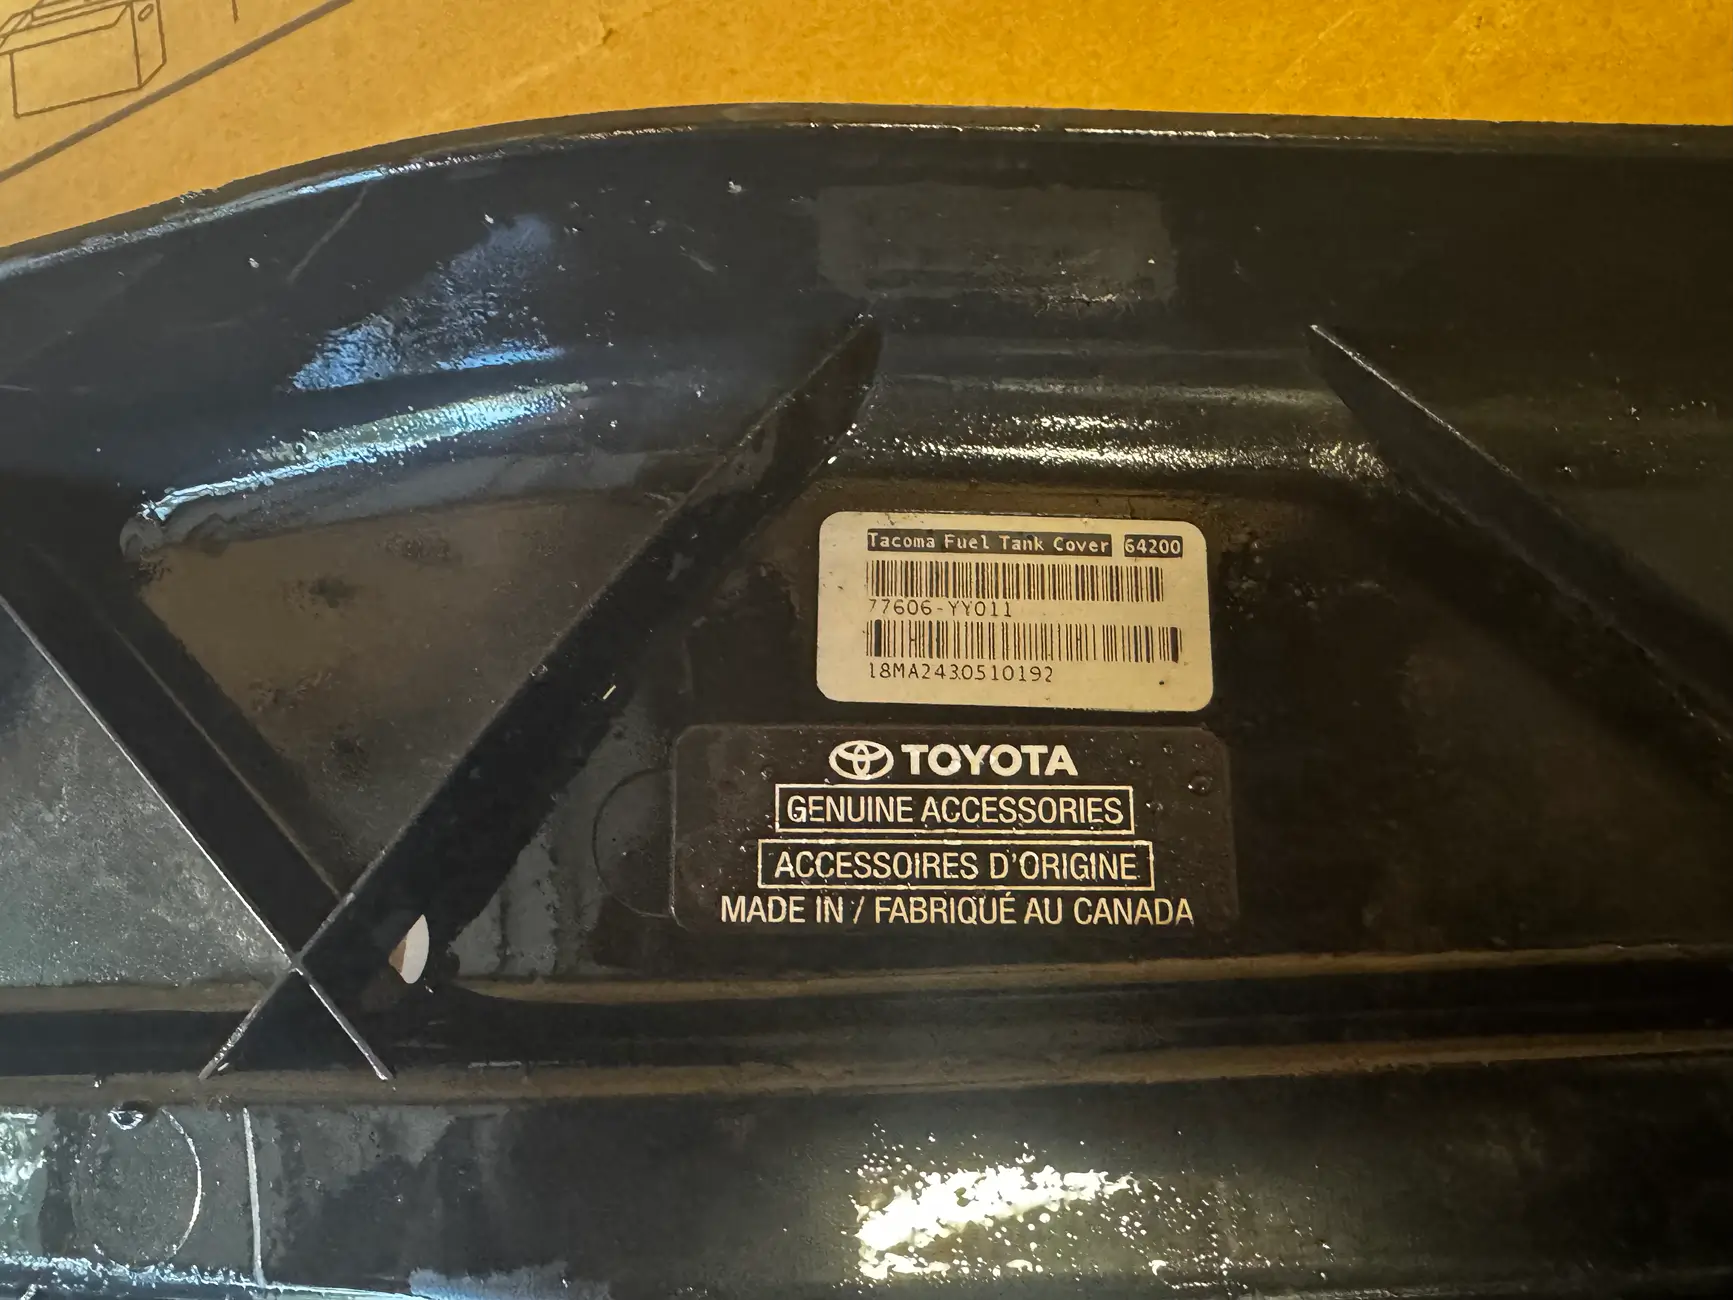 Tacoma Fuel Tank Cover 64200
77606-YY011
18MA2430510192
TOYOTA
GENUINE ACCESSORIES
ACCESSOIRES D'ORIGINE
MADE IN / FABRIQUÉ AU CANADA